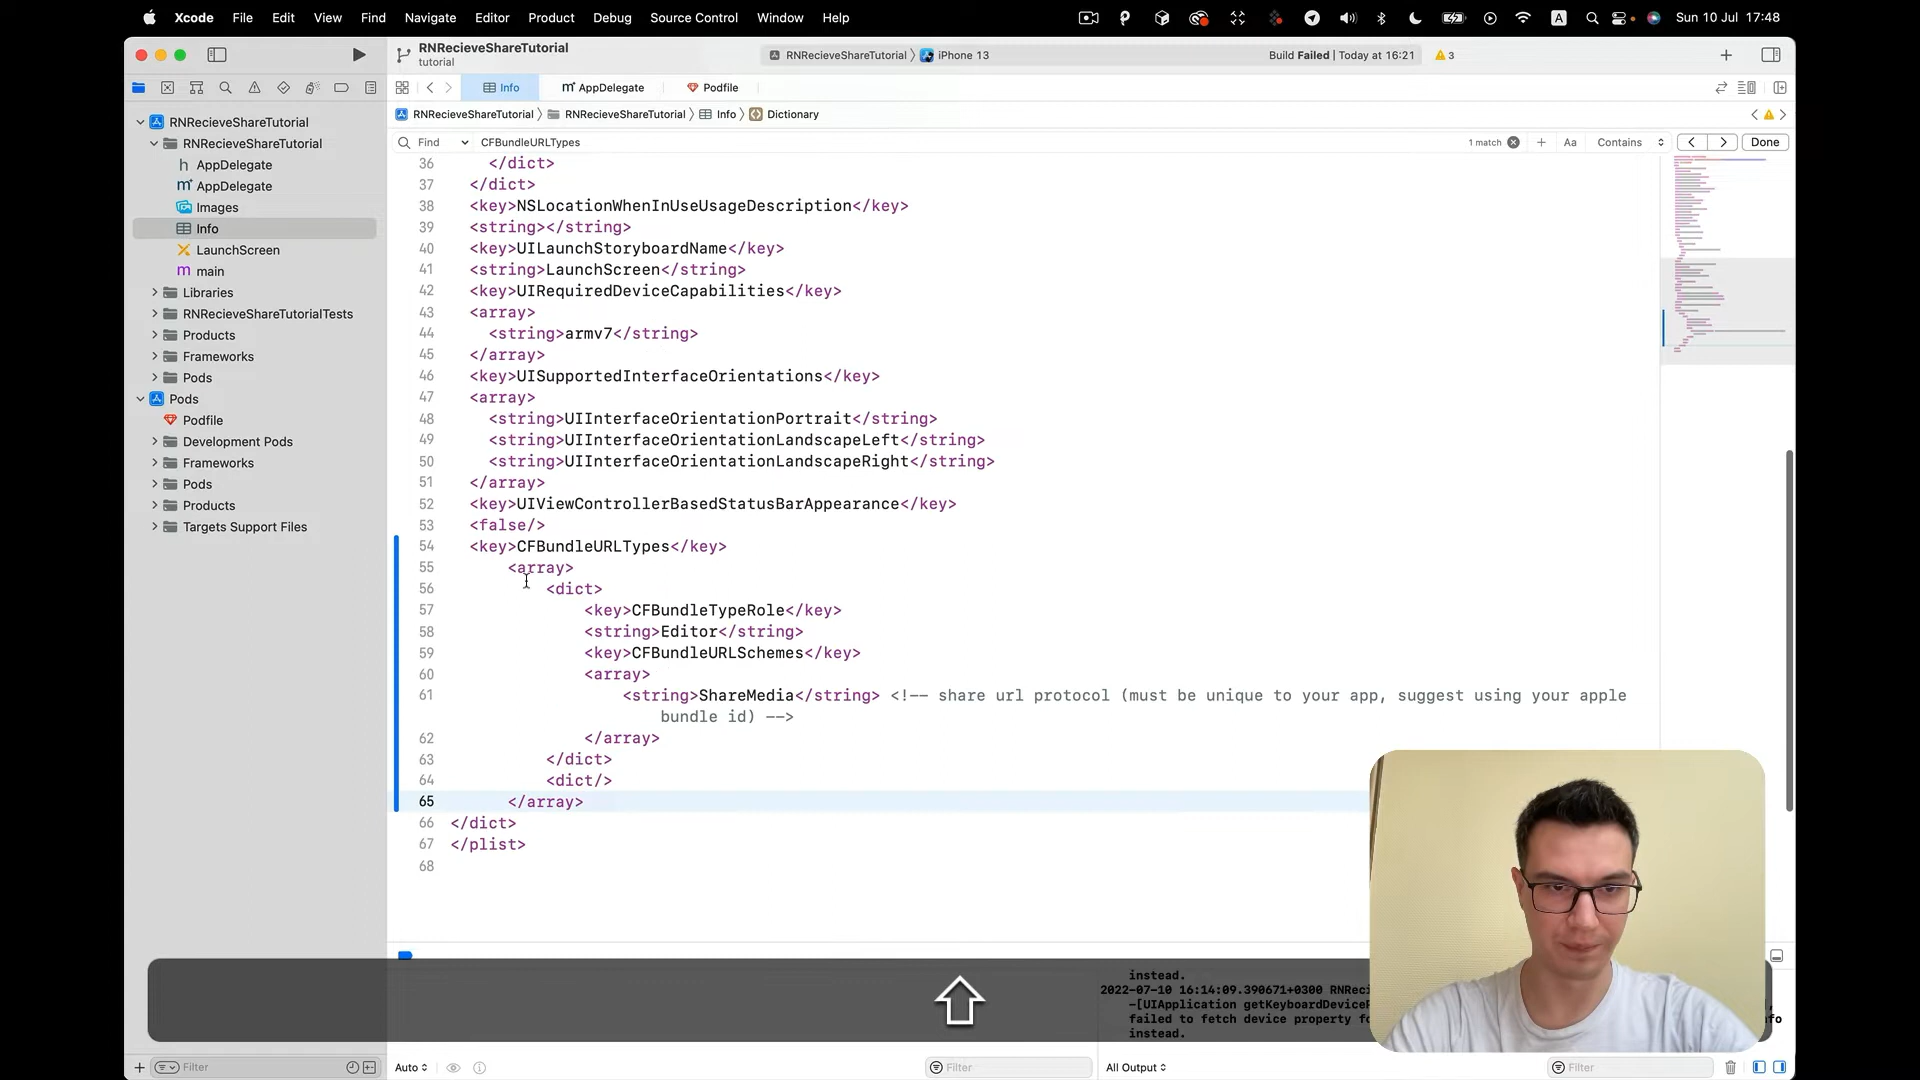 Xcode File Edit View Find Navigate Editor Product Debug Source Control Window Help A Sun 10 Jul 17:48
RNRecieveShareTutorial
tutorial
RNRecieveShareTutorial iPhone 13 Build Failed | Today at 16:21 3
Info AppDelegate Podfile
RNRecieveShareTutorial RNRecieveShareTutorial Info Dictionary
Find CFBundleURLTypes 1 match Aa Contains Done
RNRecieveShareTutorial
RNRecieveShareTutorial
h AppDelegate
m AppDelegate
Images
Info
LaunchScreen
m main
Libraries
RNRecieveShareTutorialTests
Products
Frameworks
Pods
Pods
Podfile
Development Pods
Frameworks
Pods
Products
Targets Support Files
36 </dict>
37 </dict>
38 <key>NSLocationWhenInUseUsageDescription</key>
39 <string></string>
40 <key>UILaunchStoryboardName</key>
41 <string>LaunchScreen</string>
42 <key>UIRequiredDeviceCapabilities</key>
43 <array>
44 <string>armv7</string>
45 </array>
46 <key>UISupportedInterfaceOrientations</key>
47 <array>
48 <string>UIInterfaceOrientationPortrait</string>
49 <string>UIInterfaceOrientationLandscapeLeft</string>
50 <string>UIInterfaceOrientationLandscapeRight</string>
51 </array>
52 <key>UIViewControllerBasedStatusBarAppearance</key>
53 <false/>
54 <key>CFBundleURLTypes</key>
55 <array>
56 <dict>
57 <key>CFBundleTypeRole</key>
58 <string>Editor</string>
59 <key>CFBundleURLSchemes</key>
60 <array>
61 <string>ShareMedia</string> <!-- share url protocol (must be unique to your app, suggest using your apple
bundle id) -->
62 </array>
63 </dict>
64 <dict/>
65 </array>
66 </dict>
67 </plist>
68
instead.
2022-07-10 16:14:09.390671+0300 RNReci
-[UIApplication getKeyboardDeviceP
failed to fetch device property fo
instead.
Filter Auto Filter All Output Filter